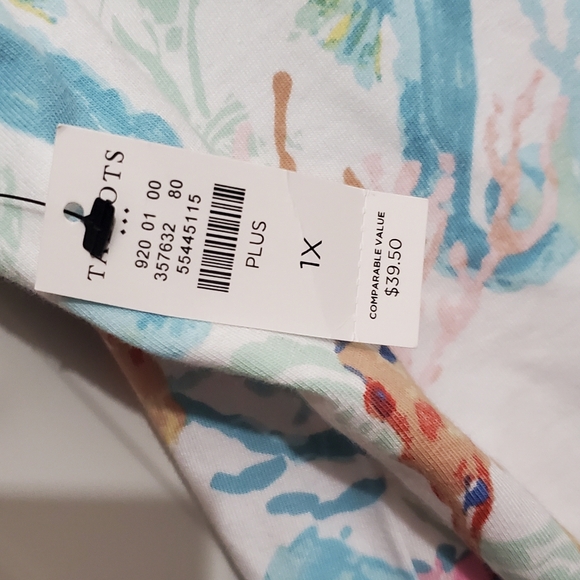 TALBOTS
...
920 01 00
357632 80
55445115
PLUS
1X
COMPARABLE VALUE
$39.50